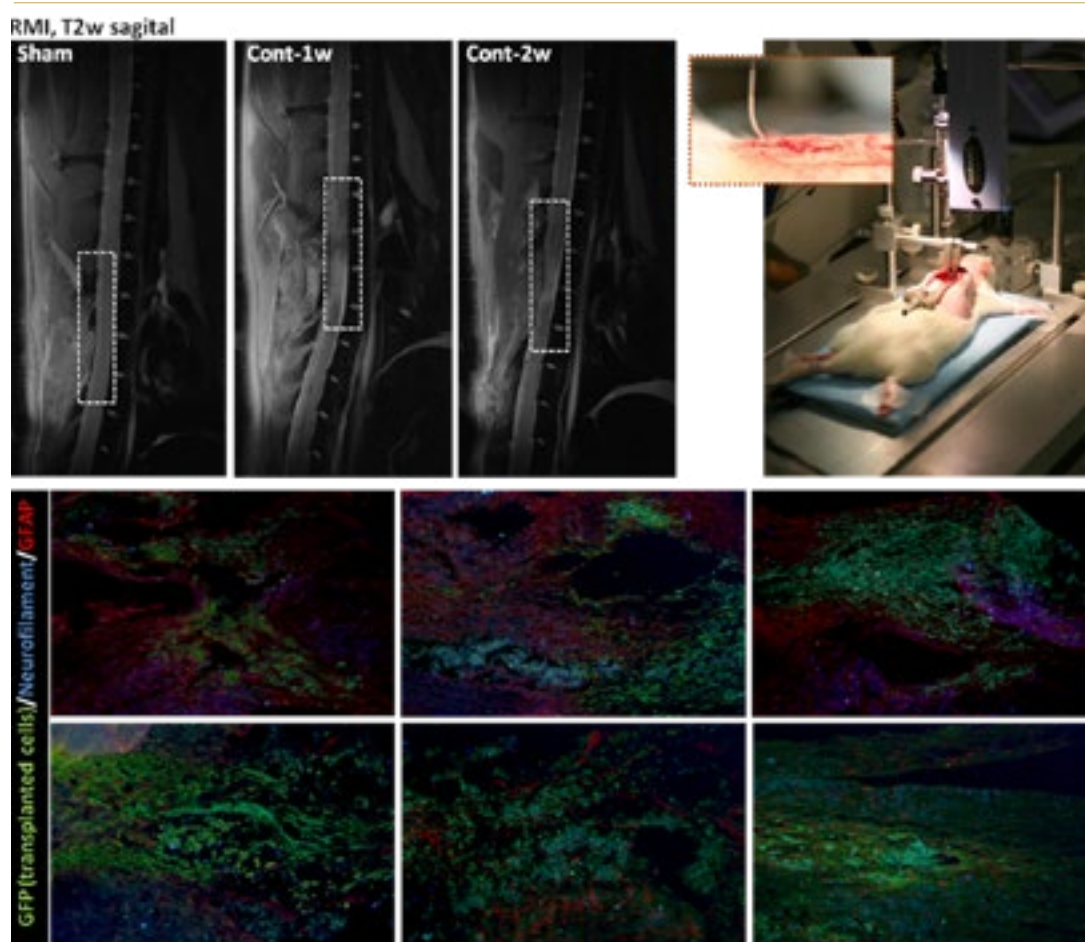 RMI, T2w sagital
Sham
Cont-1w
Cont-2w
GFP(transplanted cells)/Neurofilament/GFAP